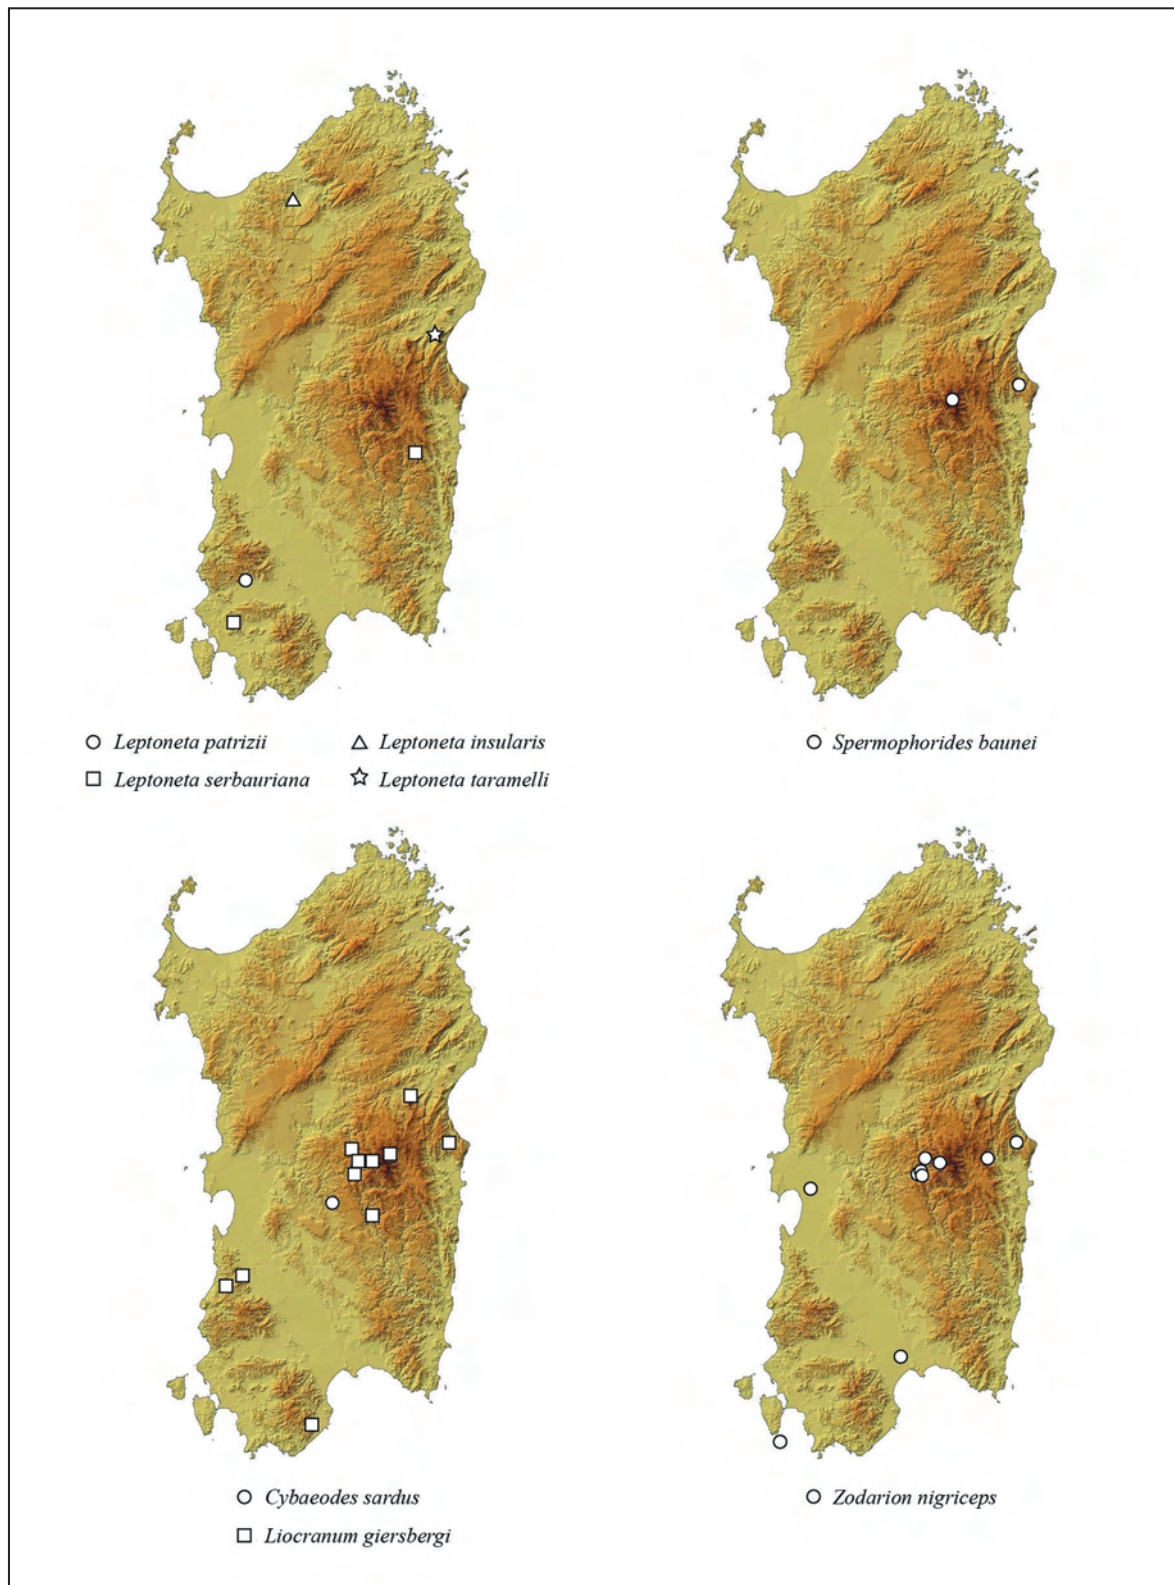 Leptoneta patrizii
Leptoneta insularis
Leptoneta serbauriana
Leptoneta taramelli
Spermophorides baunei
Cybaeodes sardus
Liocranum giersbergi
Zodarion nigriceps